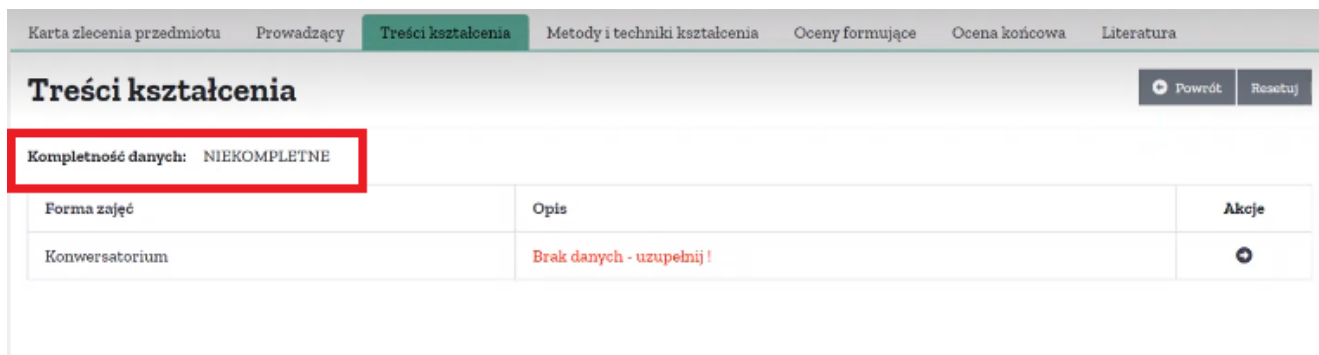 Karta zlecenia przedmiotu Prowadzący Treści kształcenia Metody i techniki kształcenia Oceny formujące Ocena końcowa Literatura
Treści kształcenia
Powrót Resetuj
Kompletność danych: NIEKOMPLETNE
Forma zajęć Opis Akcje
Konwersatorium Brak danych - uzupełnij !